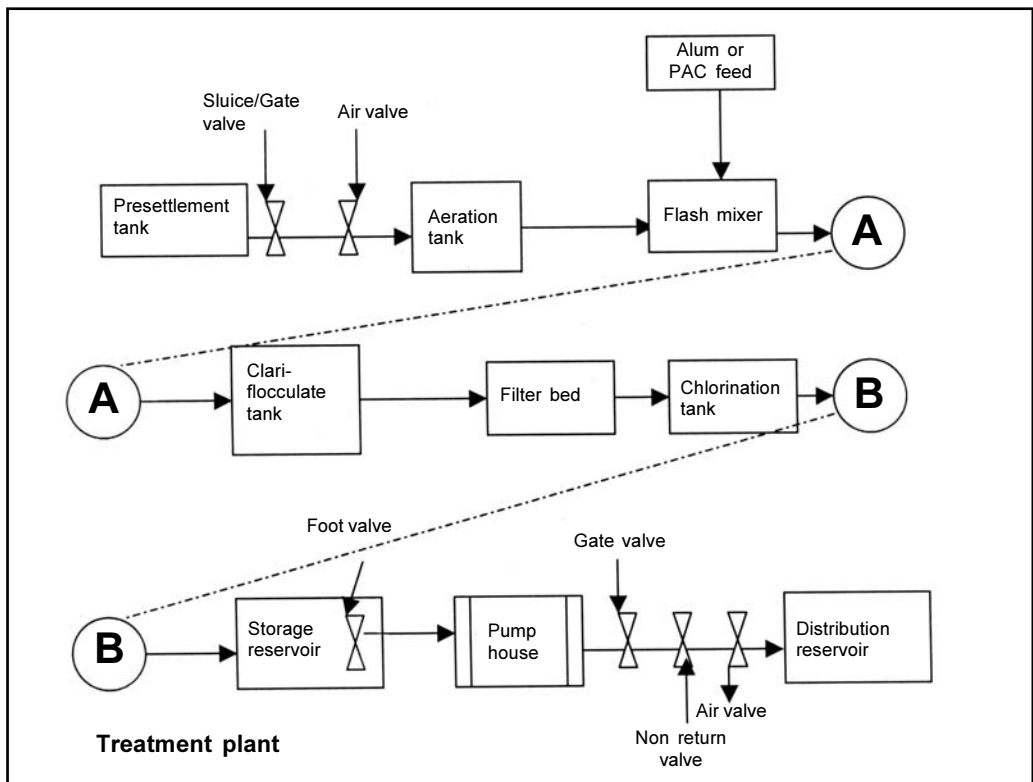 Alum or
PAC feed
Sluice/Gate
valve
Air valve
Presettlement
tank
Aeration
tank
Flash mixer
A
A
Clari-
flocculate
tank
Filter bed
Chlorination
tank
B
Foot valve
Gate valve
B
Storage
reservoir
Pump
house
Distribution
reservoir
Air valve
Non return
valve
Treatment plant